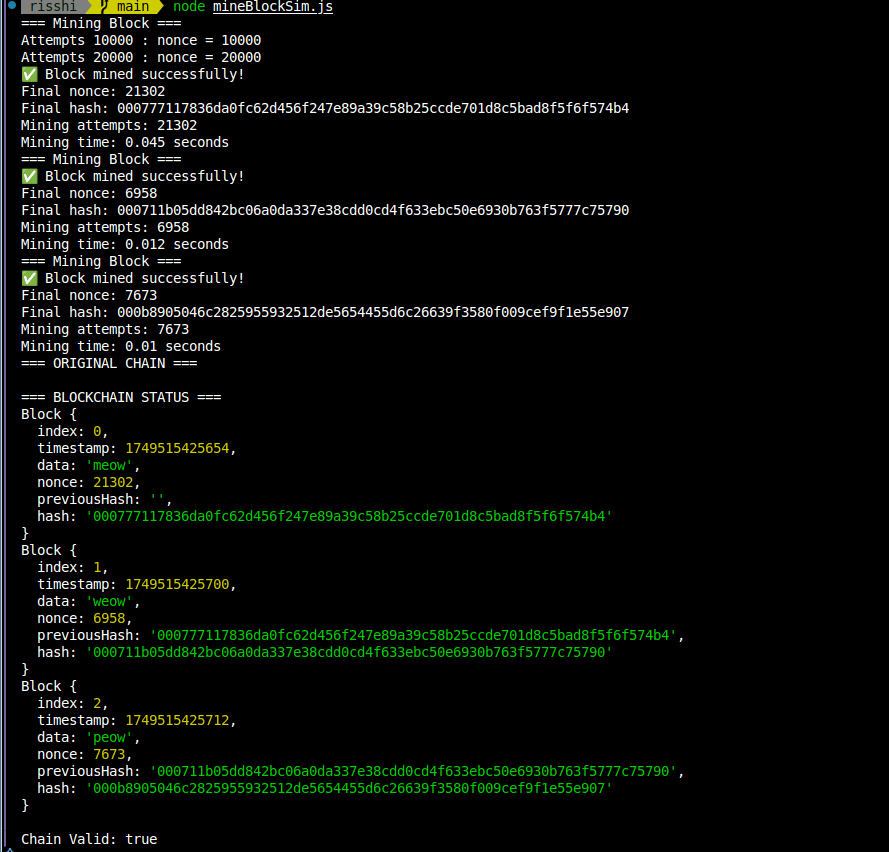 risshi main node mineBlockSim.js
=== Mining Block ===
Attempts 10000 : nonce = 10000
Attempts 20000 : nonce = 20000
✅ Block mined successfully!
Final nonce: 21302
Final hash: 000777117836da0fc62d456f247e89a39c58b25ccde701d8c5bad8f5f6f574b4
Mining attempts: 21302
Mining time: 0.045 seconds
=== Mining Block ===
✅ Block mined successfully!
Final nonce: 6958
Final hash: 000711b05dd842bc06a0da337e38cdd0cd4f633ebc50e6930b763f5777c75790
Mining attempts: 6958
Mining time: 0.012 seconds
=== Mining Block ===
✅ Block mined successfully!
Final nonce: 7673
Final hash: 000b8905046c2825955932512de5654455d6c26639f3580f009cef9f1e55e907
Mining attempts: 7673
Mining time: 0.01 seconds
=== ORIGINAL CHAIN ===
=== BLOCKCHAIN STATUS ===
Block {
  index: 0,
  timestamp: 1749515425654,
  data: 'meow',
  nonce: 21302,
  previousHash: '',
  hash: '000777117836da0fc62d456f247e89a39c58b25ccde701d8c5bad8f5f6f574b4'
}
Block {
  index: 1,
  timestamp: 1749515425700,
  data: 'weow',
  nonce: 6958,
  previousHash: '000777117836da0fc62d456f247e89a39c58b25ccde701d8c5bad8f5f6f574b4',
  hash: '000711b05dd842bc06a0da337e38cdd0cd4f633ebc50e6930b763f5777c75790'
}
Block {
  index: 2,
  timestamp: 1749515425712,
  data: 'peow',
  nonce: 7673,
  previousHash: '000711b05dd842bc06a0da337e38cdd0cd4f633ebc50e6930b763f5777c75790',
  hash: '000b8905046c2825955932512de5654455d6c26639f3580f009cef9f1e55e907'
}
Chain Valid: true